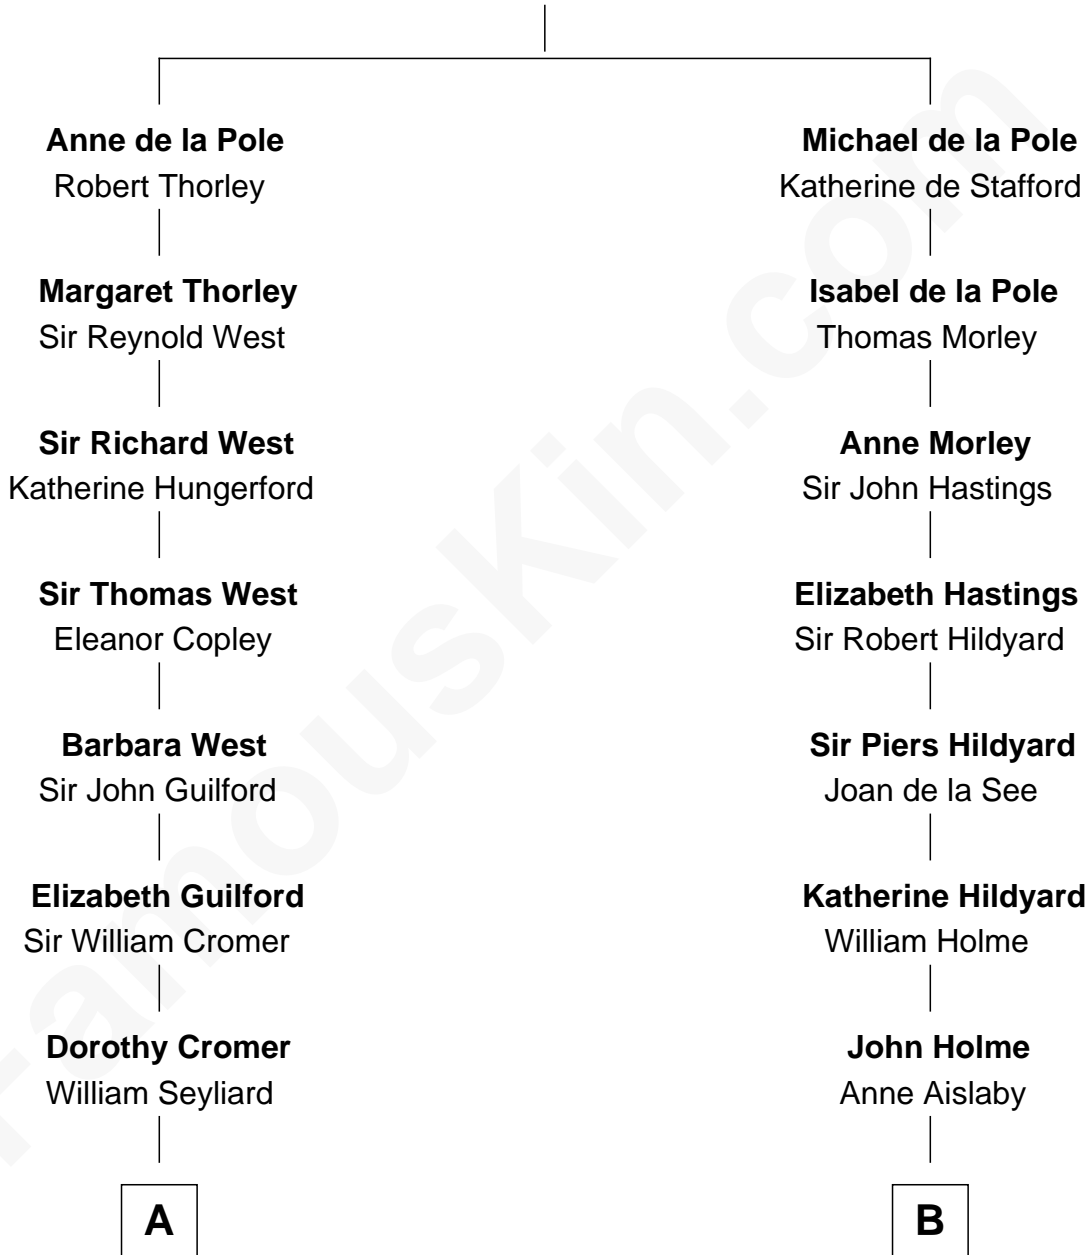 Anne de la Pole
Robert Thorley
Michael de la Pole
Katherine de Stafford
Margaret Thorley
Sir Reynold West
Isabel de la Pole
Thomas Morley
Sir Richard West
Katherine Hungerford
Anne Morley
Sir John Hastings
Sir Thomas West
Eleanor Copley
Elizabeth Hastings
Sir Robert Hildyard
Barbara West
Sir John Guilford
Sir Piers Hildyard
Joan de la See
Elizabeth Guilford
Sir William Cromer
Katherine Hildyard
William Holme
Dorothy Cromer
William Seyliard
John Holme
Anne Aislaby
A
B
FamousKin.com